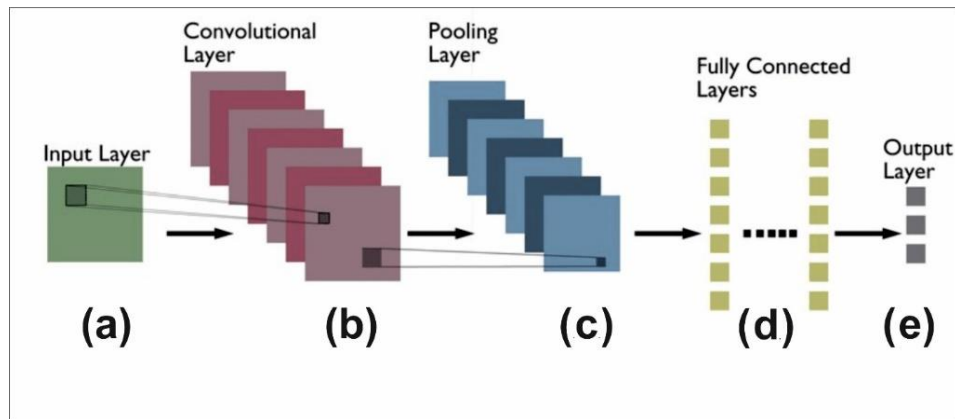 Convolutional
Layer
Pooling
Layer
Fully Connected
Layers
Input Layer
Output
Layer
(a)
(b)
(c)
(d)
(e)